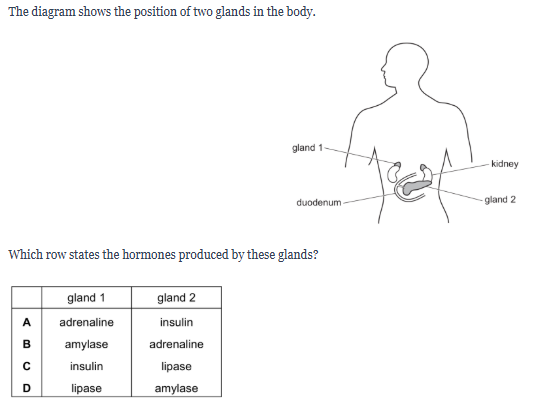 The diagram shows the position of two glands in the body.
gland 1
kidney
duodenum
gland 2
Which row states the hormones produced by these glands?
gland 1 gland 2
A adrenaline insulin
B amylase adrenaline
C insulin lipase
D lipase amylase